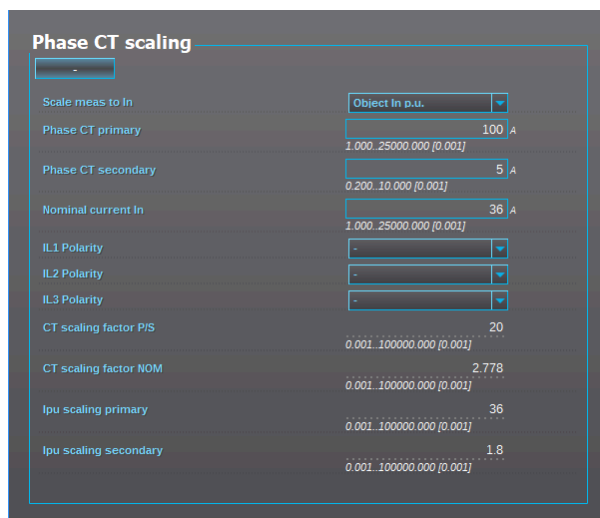 Phase CT scaling
-
Scale meas to In Object In p.u.
Phase CT primary 100 A
1.000..25000.000 [0.001]
Phase CT secondary 5 A
0.200..10.000 [0.001]
Nominal current In 36 A
1.000..25000.000 [0.001]
IL1 Polarity -
IL2 Polarity -
IL3 Polarity -
CT scaling factor P/S 20
0.001..100000.000 [0.001]
CT scaling factor NOM 2.778
0.001..100000.000 [0.001]
Ipu scaling primary 36
0.001..100000.000 [0.001]
Ipu scaling secondary 1.8
0.001..100000.000 [0.001]